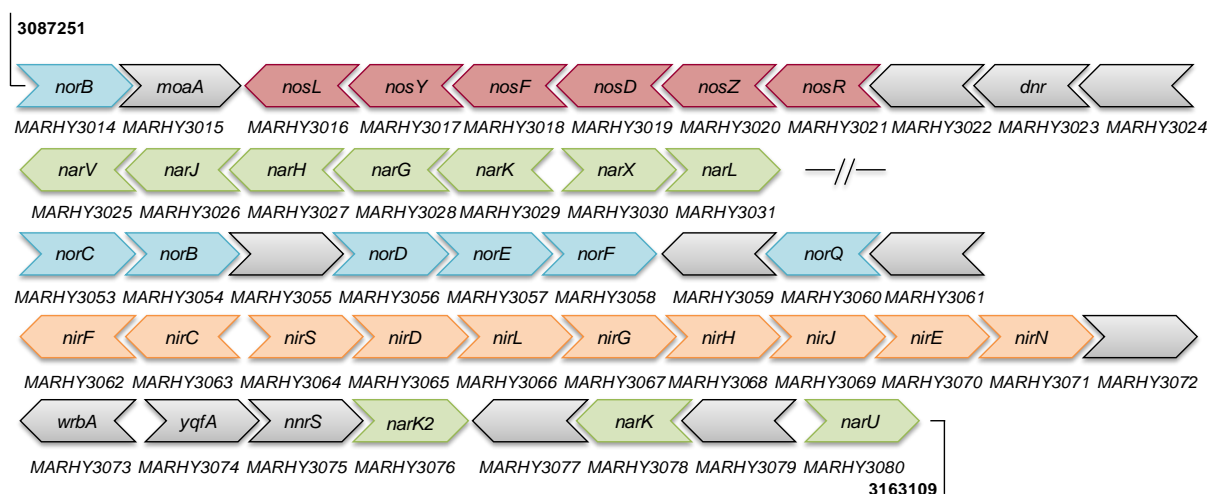 3087251
norB moaA nosL nosY nosF nosD nosZ nosR dnr
MARHY3014 MARHY3015 MARHY3016 MARHY3017 MARHY3018 MARHY3019 MARHY3020 MARHY3021 MARHY3022 MARHY3023 MARHY3024
narV narJ narH narG narK narX narL
MARHY3025 MARHY3026 MARHY3027 MARHY3028 MARHY3029 MARHY3030 MARHY3031
norC norB norD norE norF norQ
MARHY3053 MARHY3054 MARHY3055 MARHY3056 MARHY3057 MARHY3058 MARHY3059 MARHY3060 MARHY3061
nirF nirC nirS nirD nirL nirG nirH nirJ nirE nirN
MARHY3062 MARHY3063 MARHY3064 MARHY3065 MARHY3066 MARHY3067 MARHY3068 MARHY3069 MARHY3070 MARHY3071 MARHY3072
wrbA yqfA nnrS narK2 narK narU
MARHY3073 MARHY3074 MARHY3075 MARHY3076 MARHY3077 MARHY3078 MARHY3079 MARHY3080
3163109